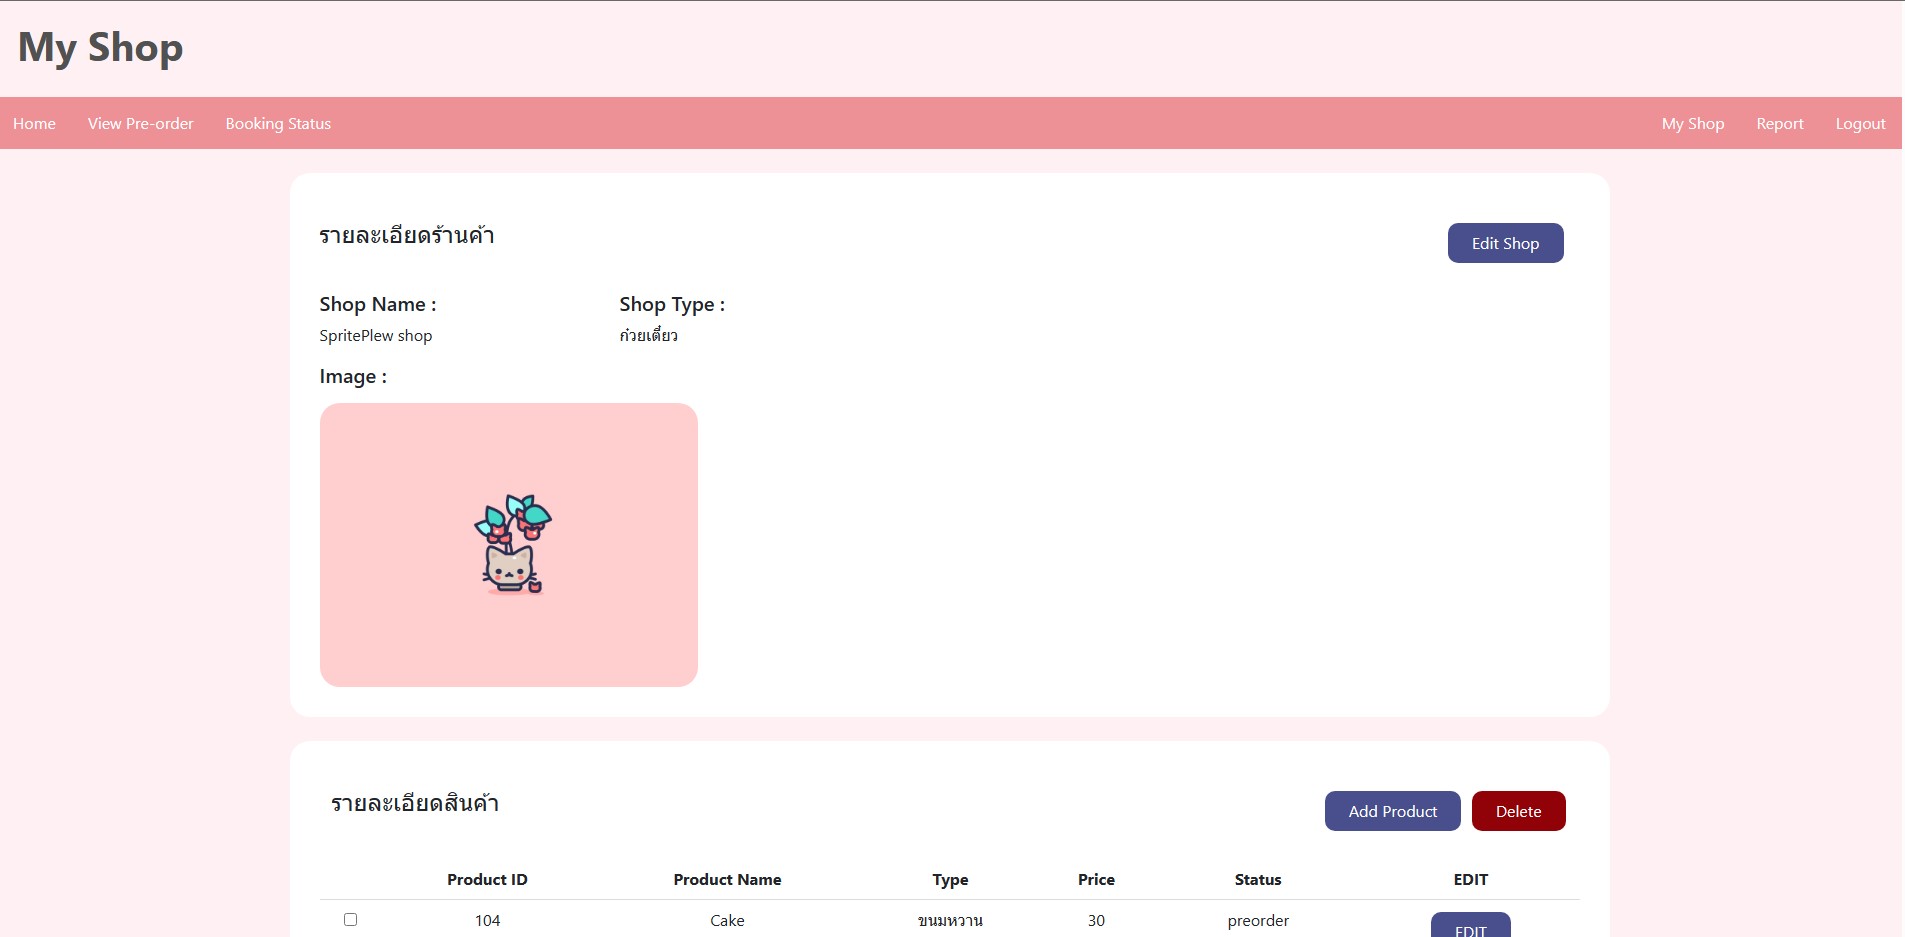 My Shop
Home View Pre-order Booking Status My Shop Report Logout
รายละเอียดร้านค้า Edit Shop
Shop Name : Shop Type :
SpritePlew shop ก๋วยเตี๋ยว
Image :
รายละเอียดสินค้า Add Product Delete
Product ID Product Name Type Price Status EDIT
104 Cake ขนมหวาน 30 preorder EDIT